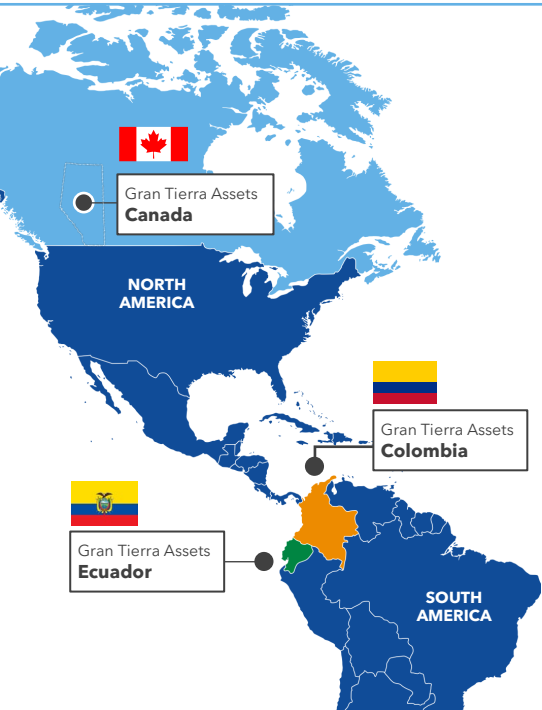 Gran Tierra Assets
Canada
NORTH
AMERICA
Gran Tierra Assets
Colombia
Gran Tierra Assets
Ecuador
SOUTH
AMERICA